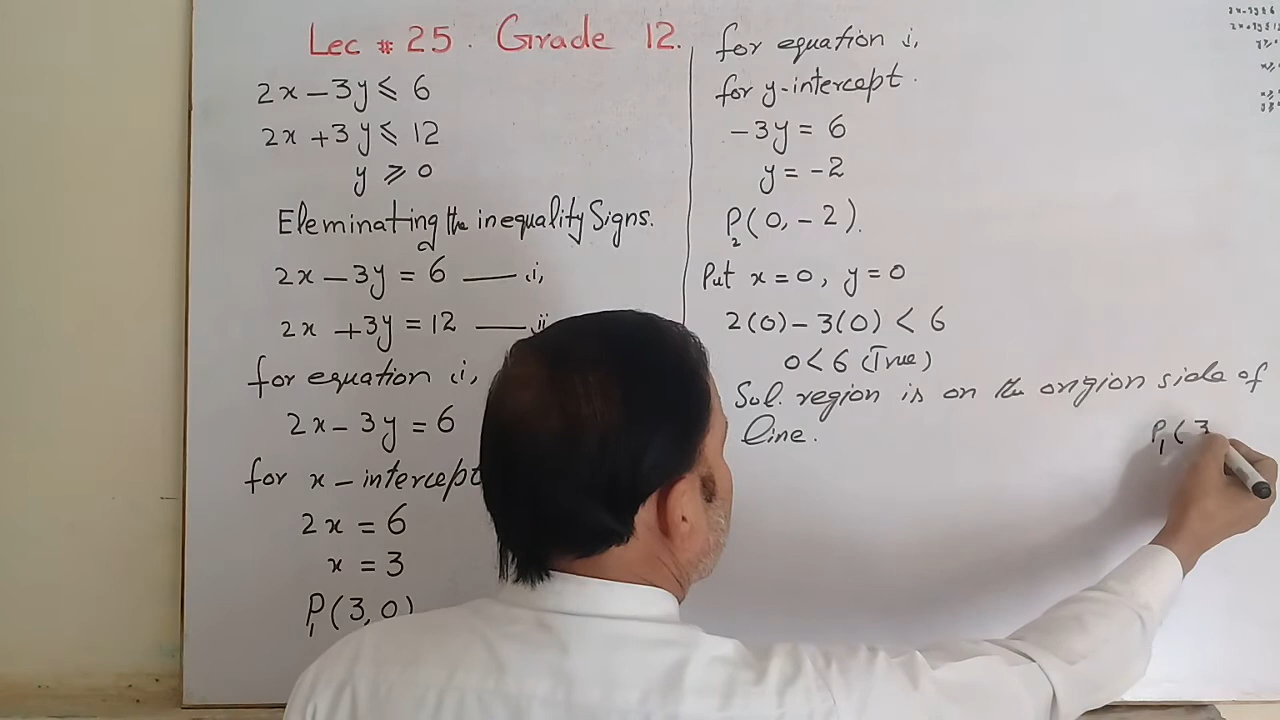 Lec # 25. Grade 12.
2x - 3y ⩽ 6
2x + 3y ⩽ 12
y ⩾ 0
Eleminating the inequality Signs.
2x - 3y = 6 — i,
2x + 3y = 12 — ii
for equation i,
2x - 3y = 6
for x - intercept
2x = 6
x = 3
P1(3,0)
for equation i,
for y-intercept.
-3y = 6
y = -2
P2(0, -2).
Put x = 0, y = 0
2(0) - 3(0) < 6
0 < 6 (True)
Sol. region is on the origion side of
line.
P1(3